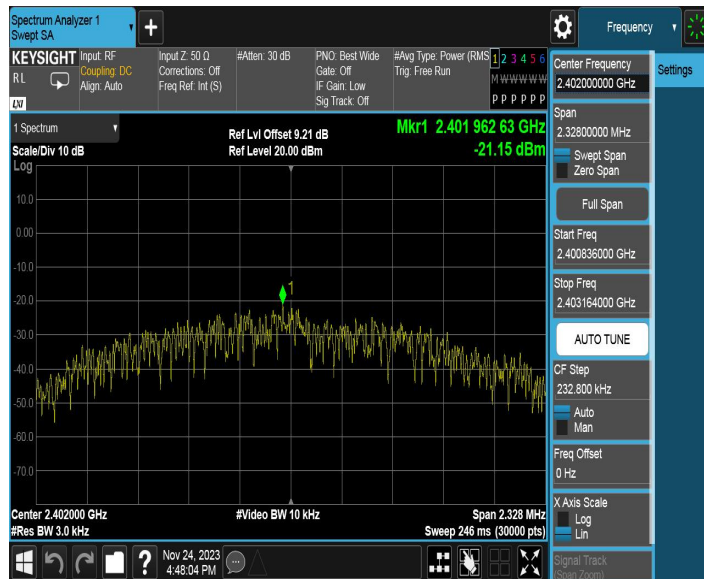 Spectrum Analyzer 1
Swept SA
+
Frequency
KEYSIGHT
RL
LXI
Input: RF
Coupling: DC
Align: Auto
Input Z: 50 Ω
Corrections: Off
Freq Ref: Int (S)
#Atten: 30 dB
PNO: Best Wide
Gate: Off
IF Gain: Low
Sig Track: Off
#Avg Type: Power (RMS
Trig: Free Run
1 2 3 4 5 6
M W W W W W
P P P P P P
Center Frequency
2.402000000 GHz
Settings
Span
2.32800000 MHz
Swept Span
Zero Span
Full Span
Start Freq
2.400836000 GHz
Stop Freq
2.403164000 GHz
AUTO TUNE
CF Step
232.800 kHz
Auto
Man
Freq Offset
0 Hz
X Axis Scale
Log
Lin
Signal Track
(Span Zoom)
1 Spectrum
Scale/Div 10 dB
Log
Ref Lvl Offset 9.21 dB
Ref Level 20.00 dBm
Mkr1 2.401 962 63 GHz
-21.15 dBm
1
10.0
0.00
-10.0
-20.0
-30.0
-40.0
-50.0
-60.0
-70.0
Center 2.402000 GHz
#Res BW 3.0 kHz
#Video BW 10 kHz
Span 2.328 MHz
Sweep 246 ms (30000 pts)
?
Nov 24, 2023
4:48:04 PM